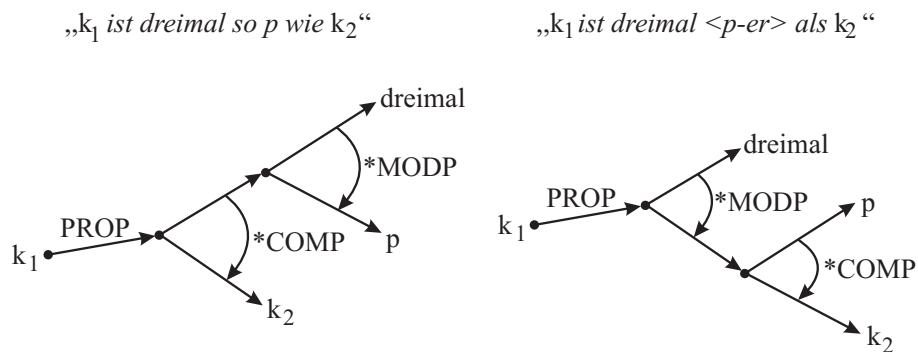 „k1 ist dreimal so p wie k2“
„k1 ist dreimal <p-er> als k2 “
dreimal
*MODP
PROP
*COMP
k1
p
k2
dreimal
PROP
*MODP
p
k1
*COMP
k2